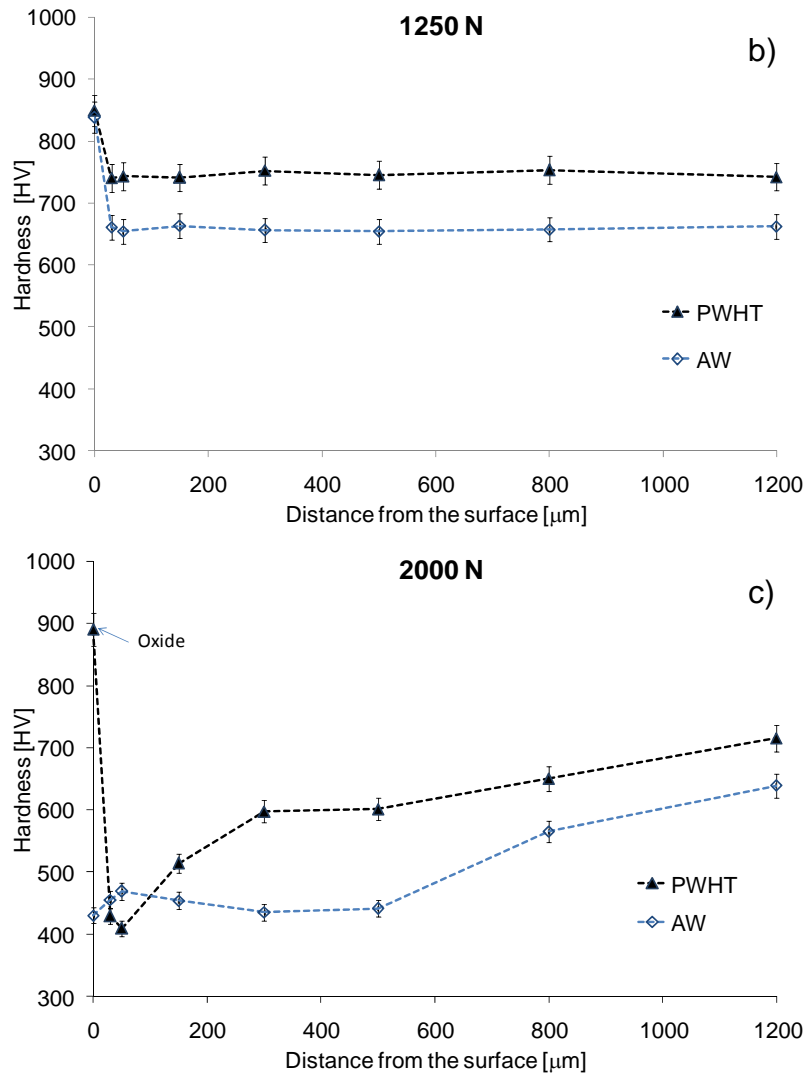 1250 N
b)
1000
900
800
700
600
500
400
300
Hardness [HV]
PWHT
AW
0 200 400 600 800 1000 1200
Distance from the surface [µm]
2000 N
c)
1000
900
800
700
600
500
400
300
Hardness [HV]
Oxide
PWHT
AW
0 200 400 600 800 1000 1200
Distance from the surface [µm]